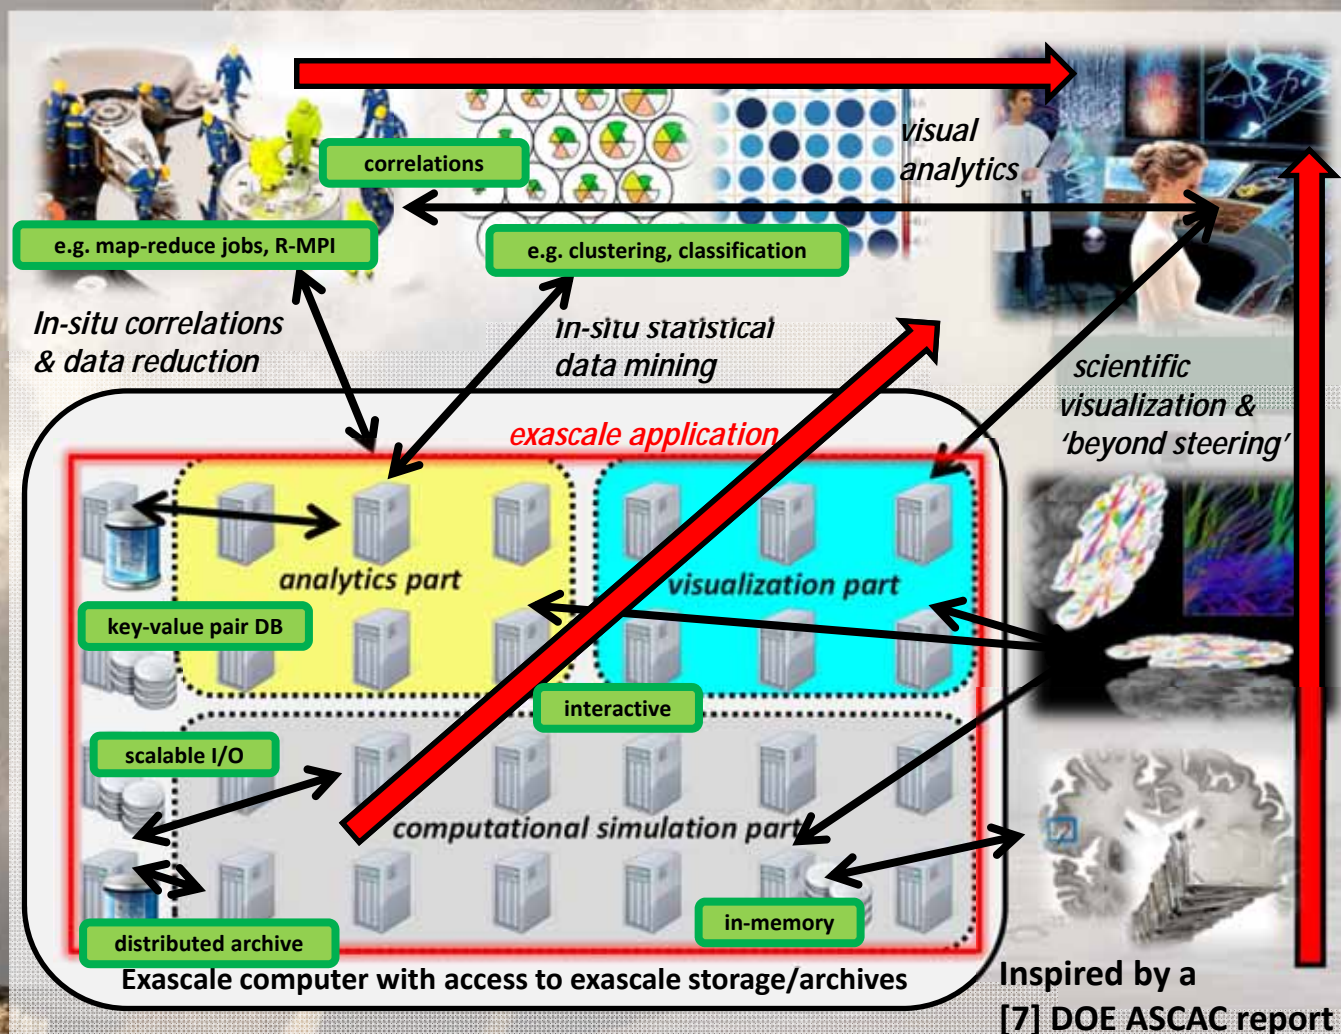 correlations
visual
analytics
e.g. map-reduce jobs, R-MPI
e.g. clustering, classification
In-situ correlations
& data reduction
in-situ statistical
data mining
scientific
visualization &
'beyond steering'
exascale application
analytics part
visualization part
key-value pair DB
interactive
scalable I/O
computational simulation part
in-memory
distributed archive
Exascale computer with access to exascale storage/archives
Inspired by a
[7] DOE ASCAC report